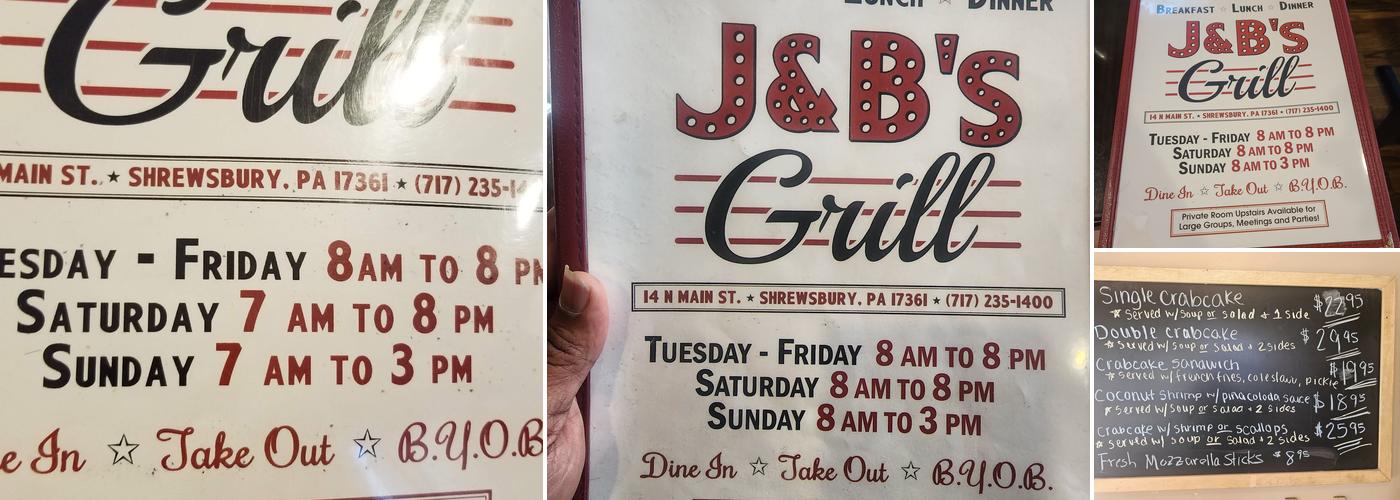 Grill
MAIN ST. ★ SHREWSBURY, PA 17361 ★ (717) 235-14
ESDAY - FRIDAY 8AM TO 8 PM
SATURDAY 7 AM TO 8 PM
SUNDAY 7 AM TO 3 PM
e In ☆ Take Out ☆ B.Y.O.B
LUNCH ☆ DINNER
J&B's
Grill
14 N MAIN ST. ★ SHREWSBURY, PA 17361 ★ (717) 235-1400
TUESDAY - FRIDAY 8 AM TO 8 PM
SATURDAY 8 AM TO 8 PM
SUNDAY 8 AM TO 3 PM
Dine In ☆ Take Out ☆ B.Y.O.B.
BREAKFAST ☆ LUNCH ☆ DINNER
J&B's
Grill
14 N MAIN ST. ★ SHREWSBURY, PA 17361 ★ (717) 235-1400
TUESDAY - FRIDAY 8 AM TO 8 PM
SATURDAY 8 AM TO 8 PM
SUNDAY 8 AM TO 3 PM
Dine In ☆ Take Out ☆ B.Y.O.B.
Private Room Upstairs Available for
Large Groups, Meetings and Parties!
Single Crabcake $22.95
* Served w/Soup or Salad + 1 Side
Double Crabcake $29.95
* Served w/Soup or Salad + 2 Sides
Crabcake Sandwich $19.95
* Served w/french fries, coleslaw, pickle
Coconut Shrimp w/pinacolada sauce $18.95
* Served w/Soup or Salad + 2 Sides
Crabcake w/shrimp or scallops $25.95
* Served w/ Soup or Salad + 2 Sides
Fresh Mozzarella Sticks $8.95